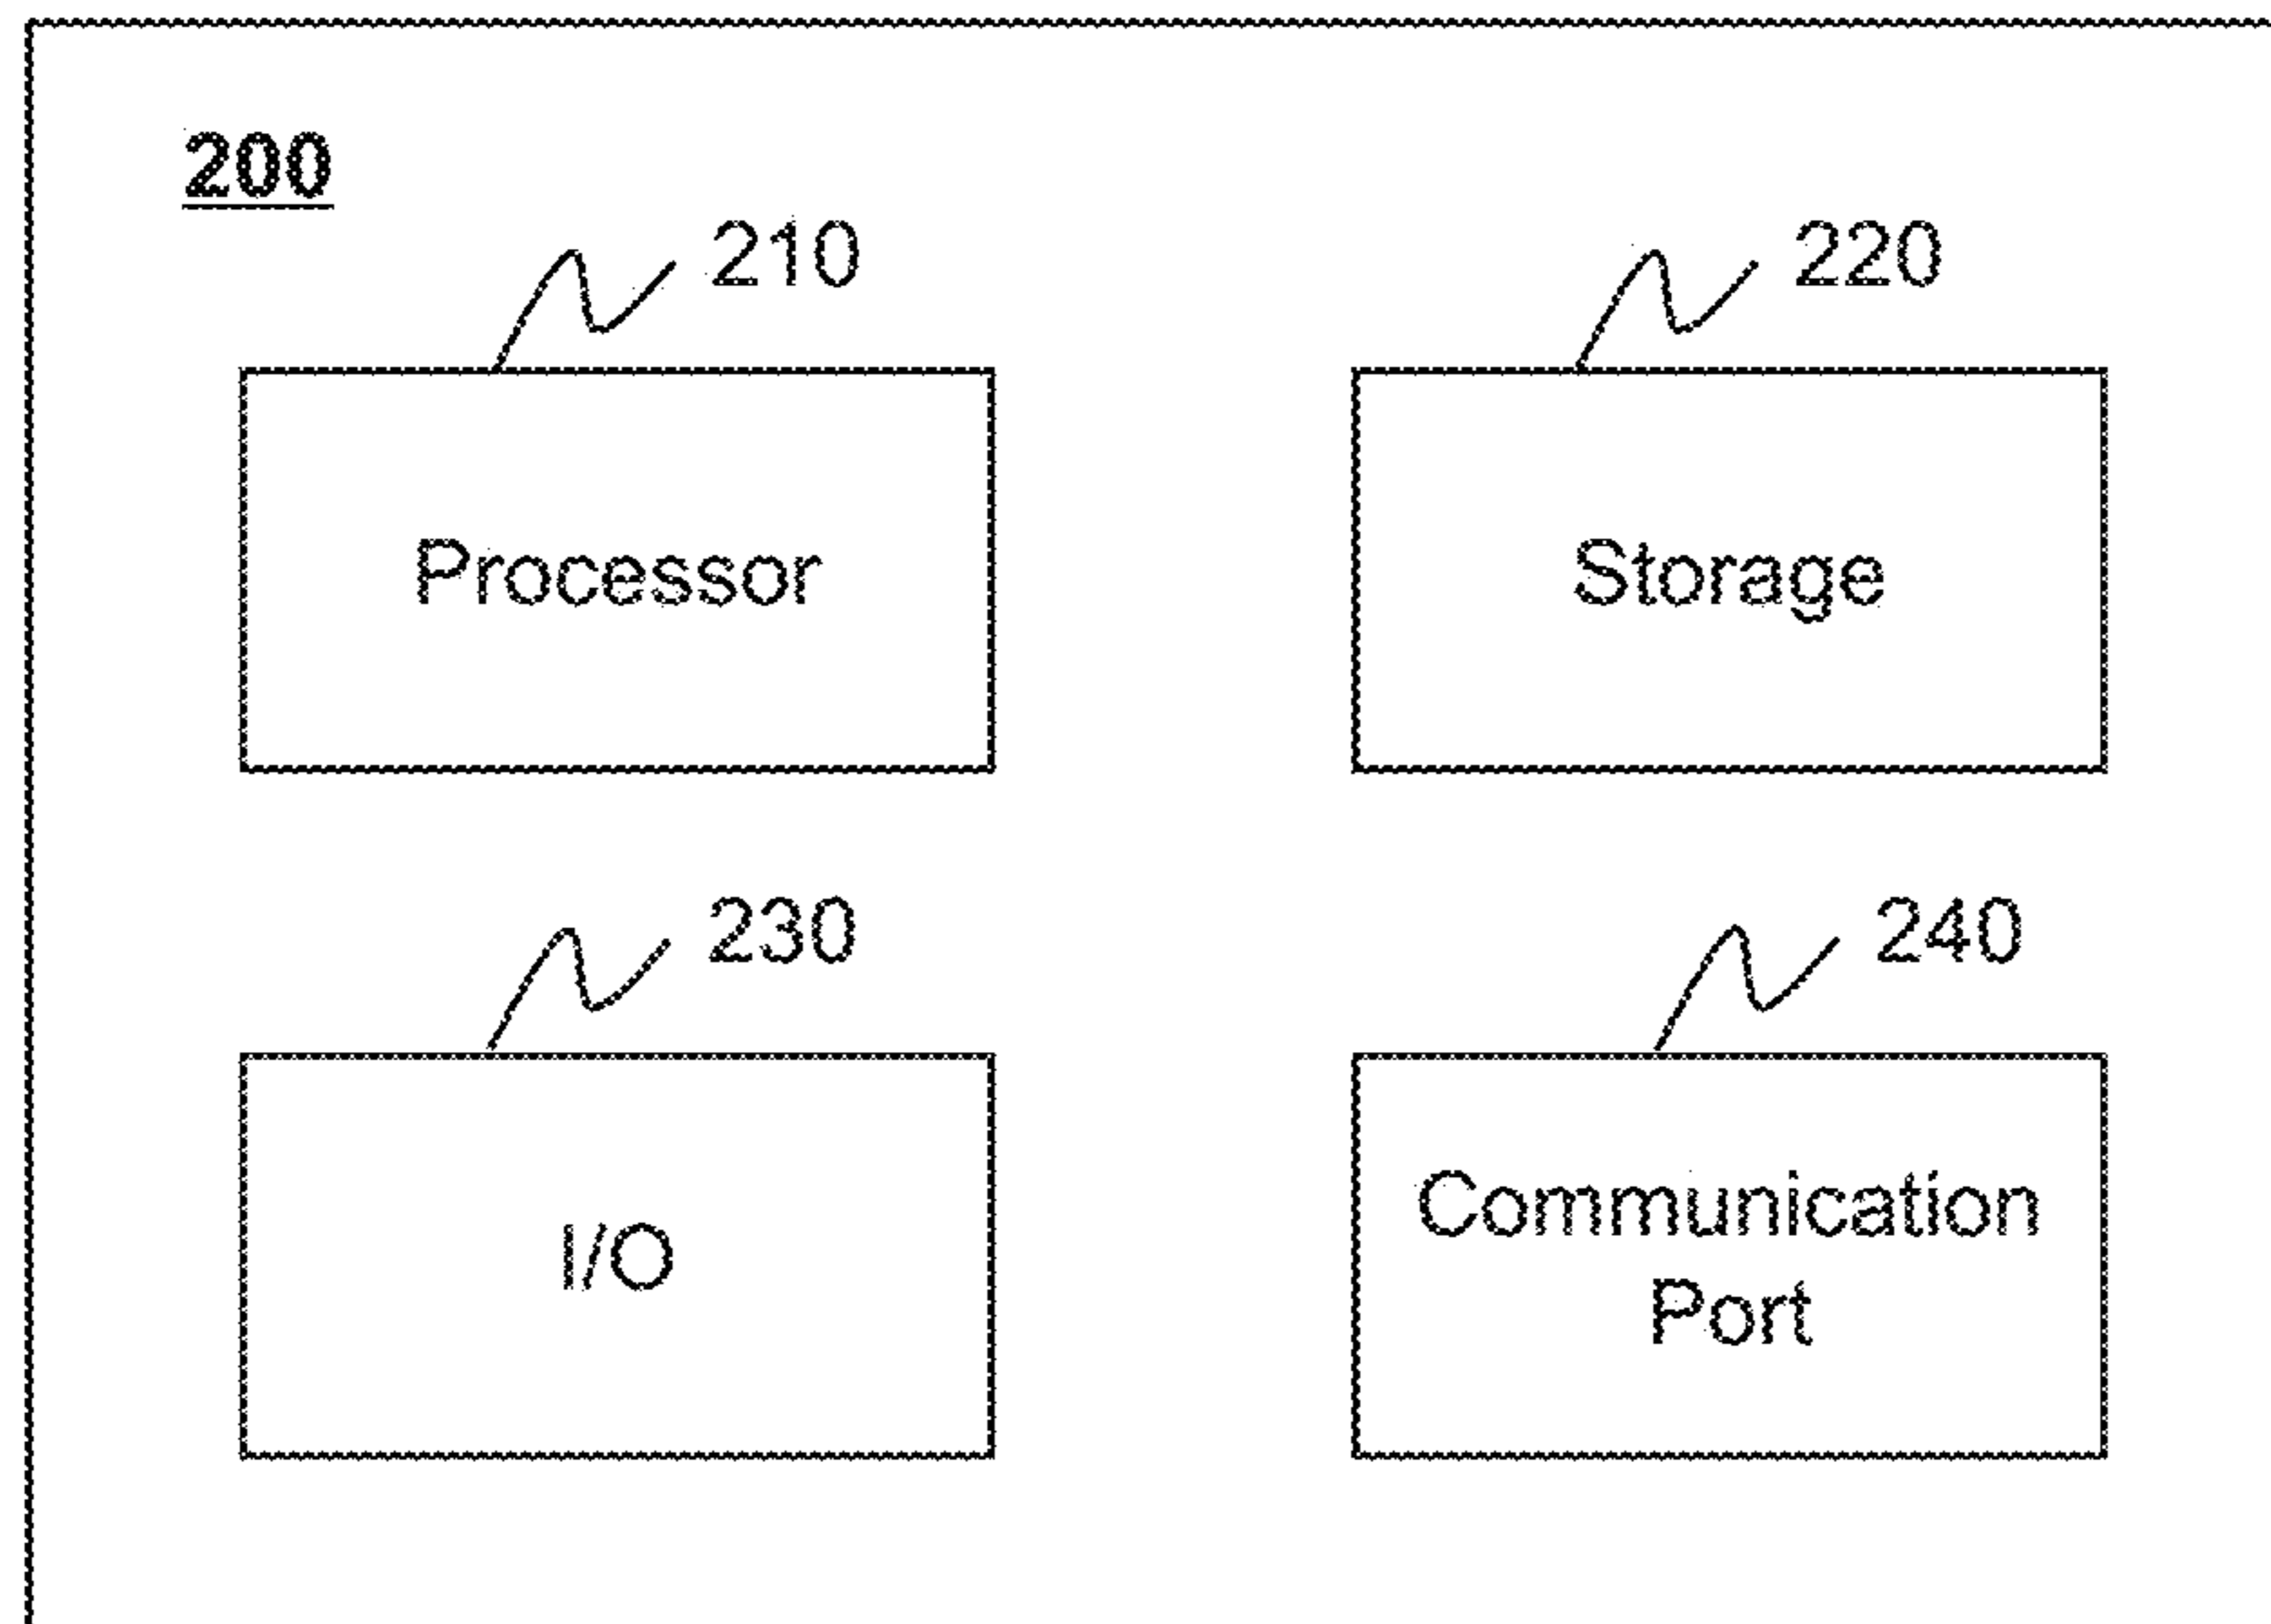 200
210
220
Processor
Storage
230
240
I/O
Communication
Port